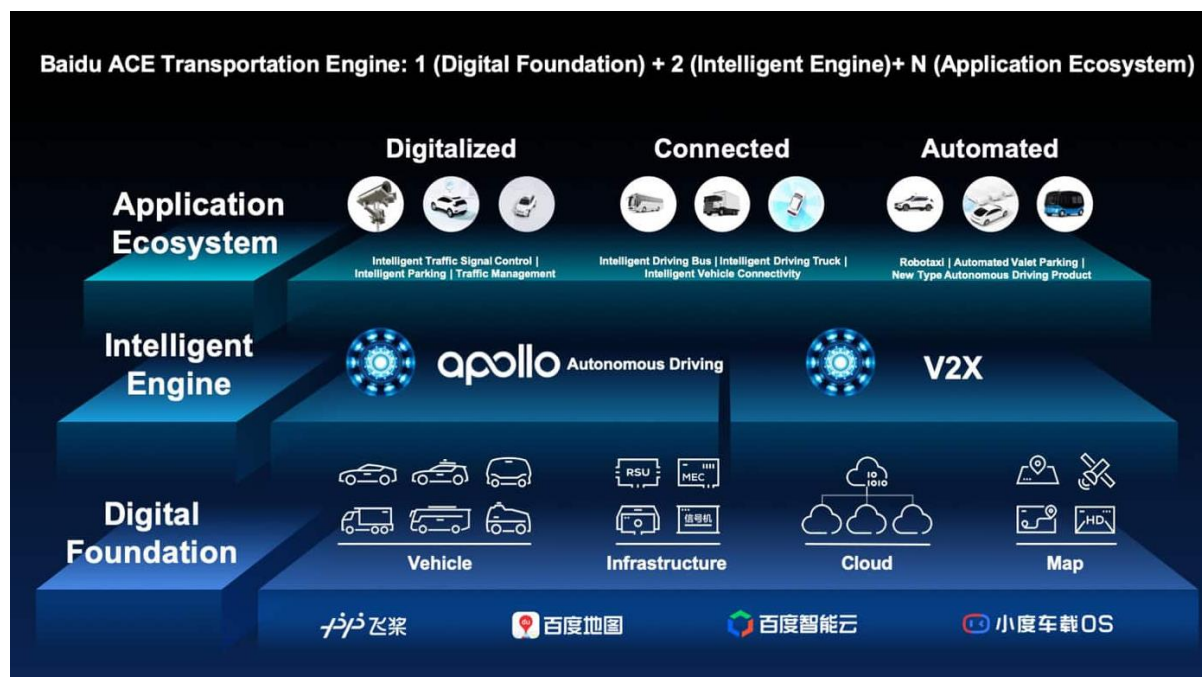 Baidu ACE Transportation Engine: 1 (Digital Foundation) + 2 (Intelligent Engine)+ N (Application Ecosystem)
Digitalized
Connected
Automated
Application
Ecosystem
Intelligent Traffic Signal Control |
Intelligent Parking | Traffic Management
Intelligent Driving Bus | Intelligent Driving Truck |
Intelligent Vehicle Connectivity
Robotaxi | Automated Valet Parking |
New Type Autonomous Driving Product
Intelligent
Engine
apollo Autonomous Driving
V2X
Digital
Foundation
RSU
MEC
信号机
10
1010
HD
Vehicle
Infrastructure
Cloud
Map
飞桨
du 百度地图
百度智能云
小度车载OS